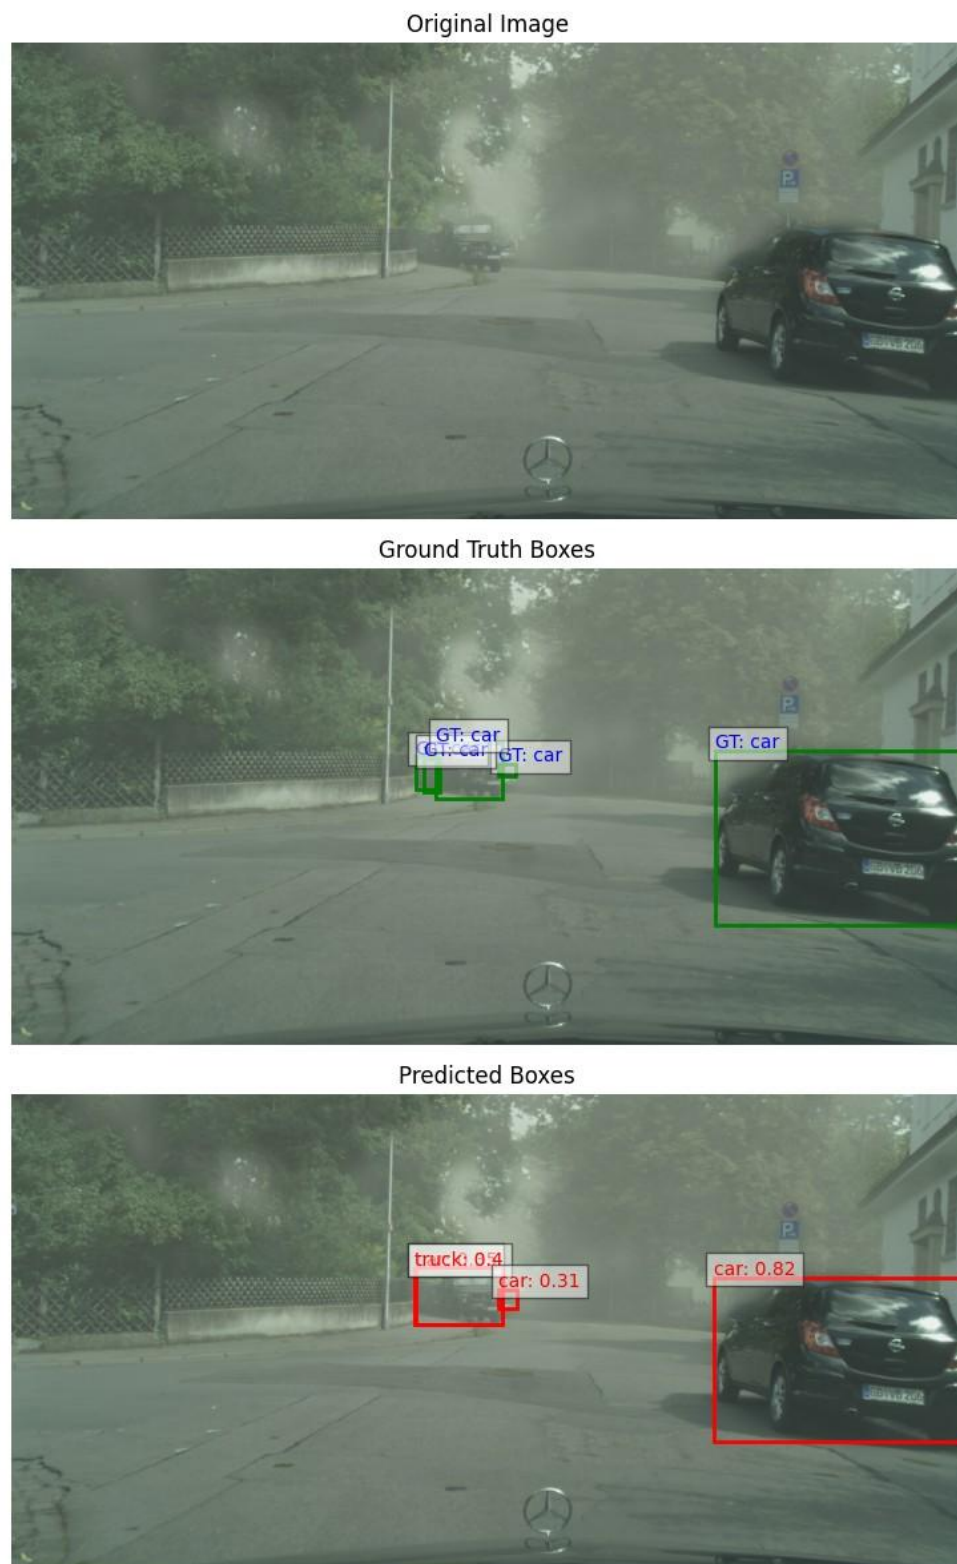 Original Image
P
Ground Truth Boxes
GT: car
GT: car
GT: car
GT: car
P
Predicted Boxes
truck: 0.4
car: 0.31
car: 0.82
P